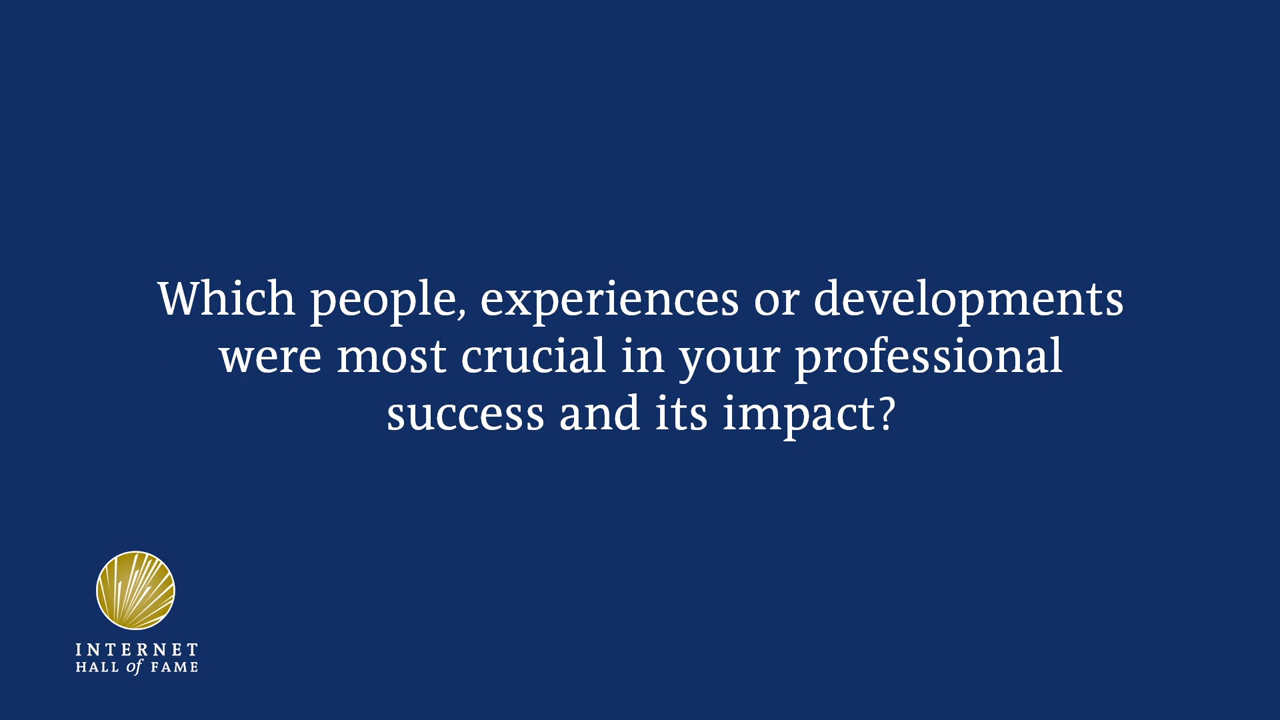 Which people, experiences or developments
were most crucial in your professional
success and its impact?
INTERNET
HALL of FAME